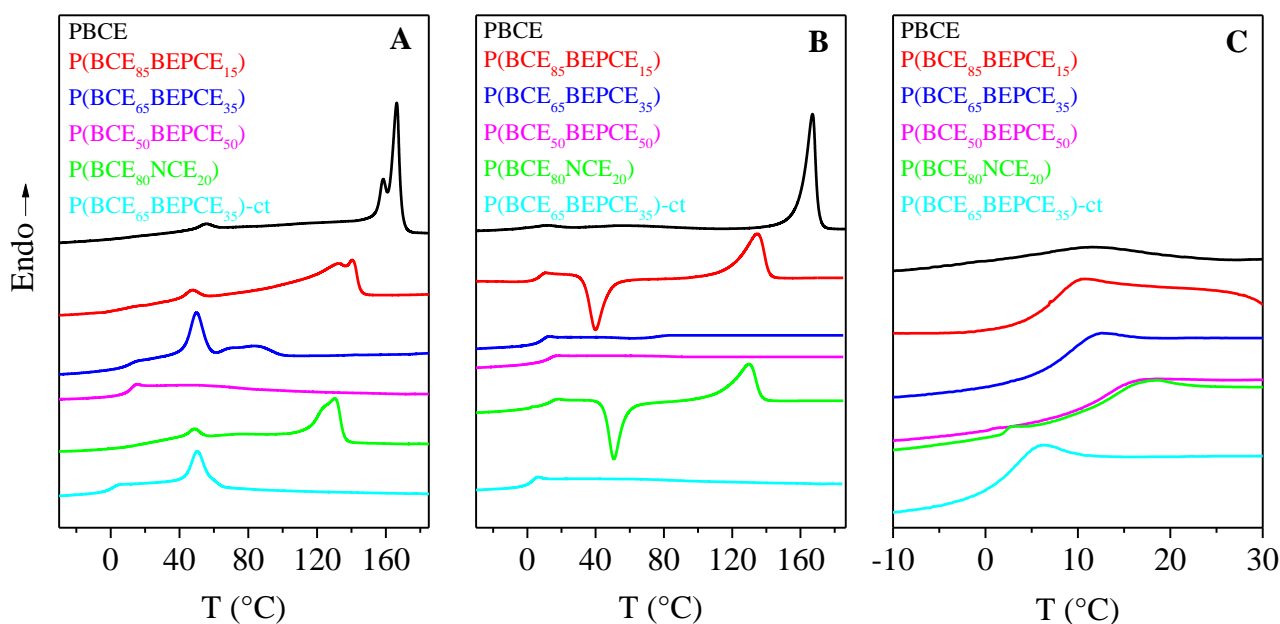 PBCE
A
P(BCE₈₅BEPCE₁₅)
P(BCE₆₅BEPCE₃₅)
P(BCE₅₀BEPCE₅₀)
P(BCE₈₀NCE₂₀)
P(BCE₆₅BEPCE₃₅)-ct
Endo →
0 40 80 120 160
T (°C)
PBCE
B
P(BCE₈₅BEPCE₁₅)
P(BCE₆₅BEPCE₃₅)
P(BCE₅₀BEPCE₅₀)
P(BCE₈₀NCE₂₀)
P(BCE₆₅BEPCE₃₅)-ct
0 40 80 120 160
T (°C)
PBCE
C
P(BCE₈₅BEPCE₁₅)
P(BCE₆₅BEPCE₃₅)
P(BCE₅₀BEPCE₅₀)
P(BCE₈₀NCE₂₀)
P(BCE₆₅BEPCE₃₅)-ct
-10 0 10 20 30
T (°C)